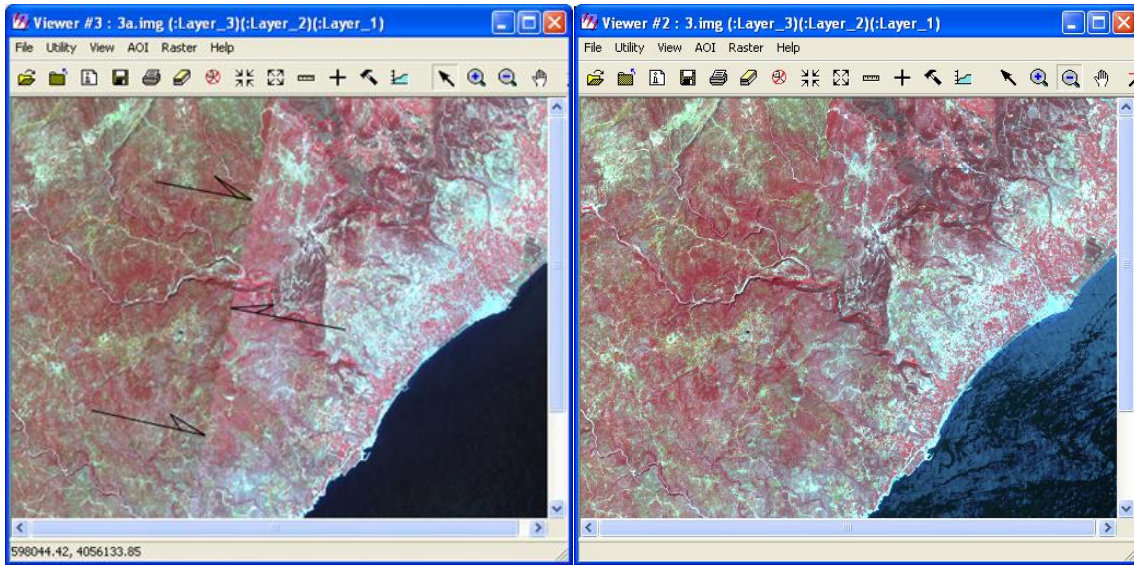 Viewer #3 : 3a.img (:Layer_3)(:Layer_2)(:Layer_1)
File Utility View AOI Raster Help
598044.42, 4056133.85
Viewer #2 : 3.img (:Layer_3)(:Layer_2)(:Layer_1)
File Utility View AOI Raster Help